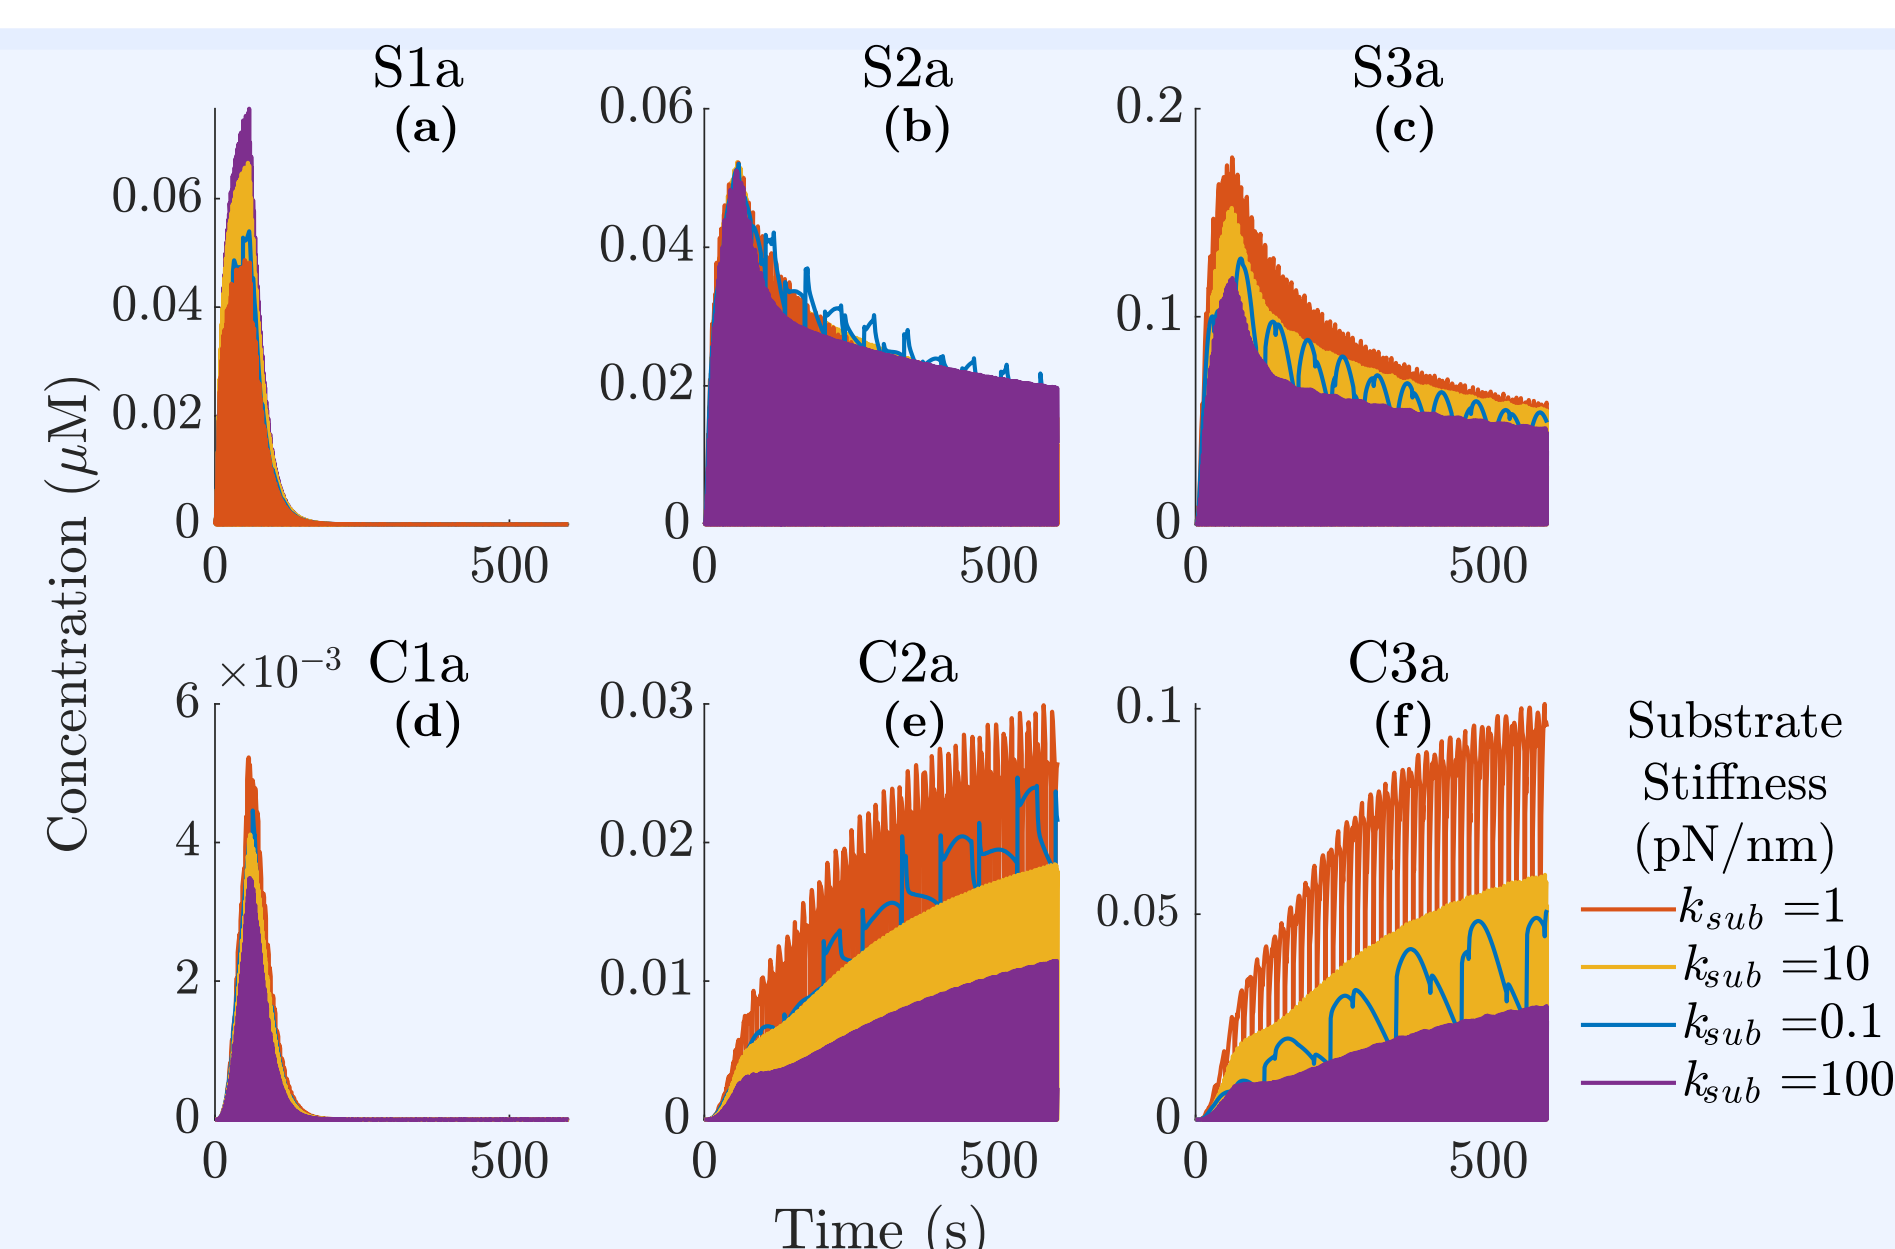 S1a
(a)
0.06
0.04
0.02
0
0
500
S2a
(b)
0.06
0.04
0.02
0
0
500
S3a
(c)
0.2
0.1
0
0
500
Concentration (μM)
×10⁻³
C1a
(d)
6
4
2
0
0
500
C2a
(e)
0.03
0.02
0.01
0
0
500
C3a
(f)
0.1
0.05
0
0
500
Substrate
Stiffness
(pN/nm)
k_sub =1
k_sub =10
k_sub =0.1
k_sub =100
Time (s)